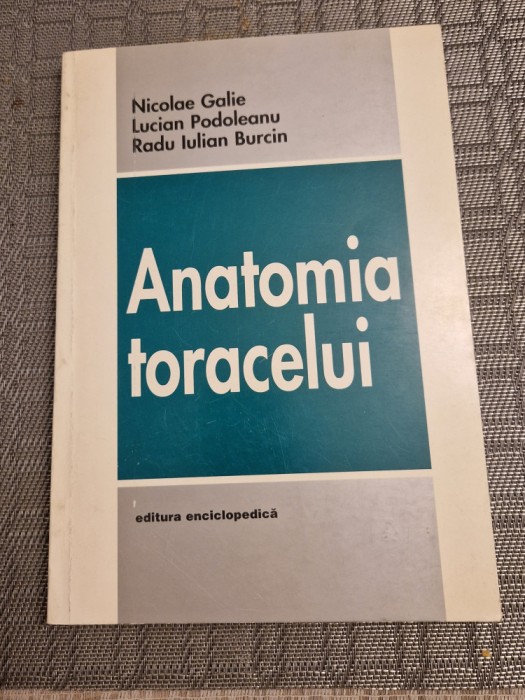 Nicolae Galie
Lucian Podoleanu
Radu Iulian Burcin
Anatomia
toracelui
editura enciclopedică